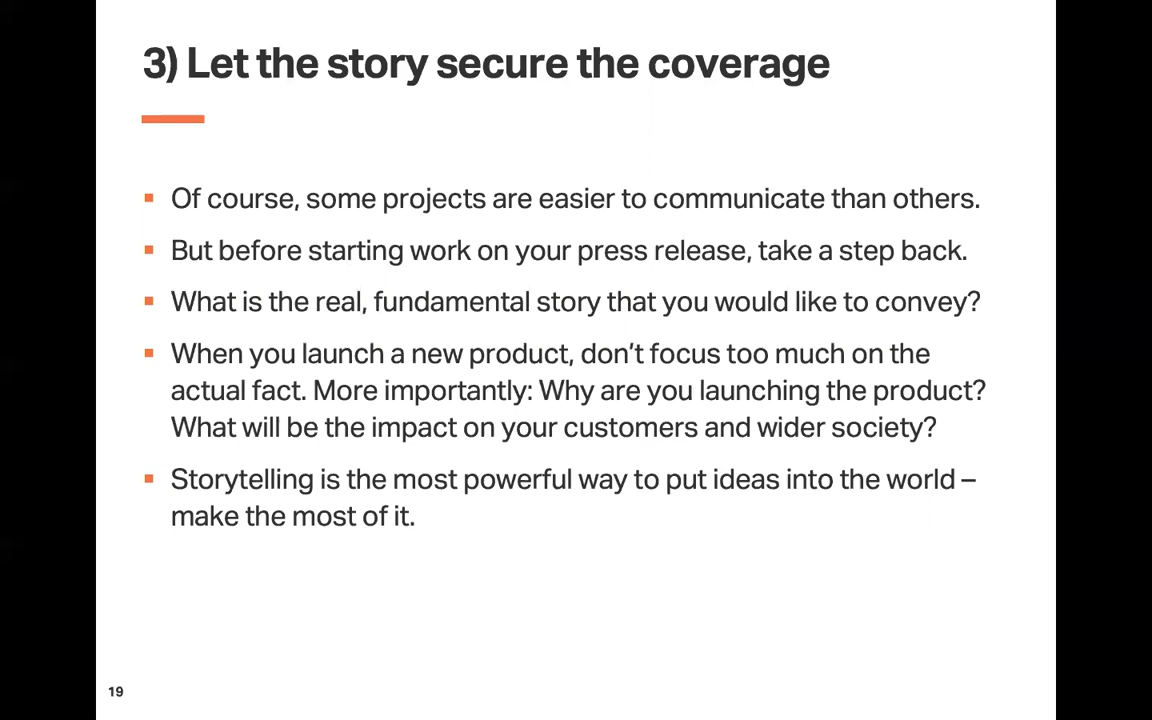 3) Let the story secure the coverage
▪ Of course, some projects are easier to communicate than others.
▪ But before starting work on your press release, take a step back.
▪ What is the real, fundamental story that you would like to convey?
▪ When you launch a new product, don’t focus too much on the
actual fact. More importantly: Why are you launching the product?
What will be the impact on your customers and wider society?
▪ Storytelling is the most powerful way to put ideas into the world –
make the most of it.
19